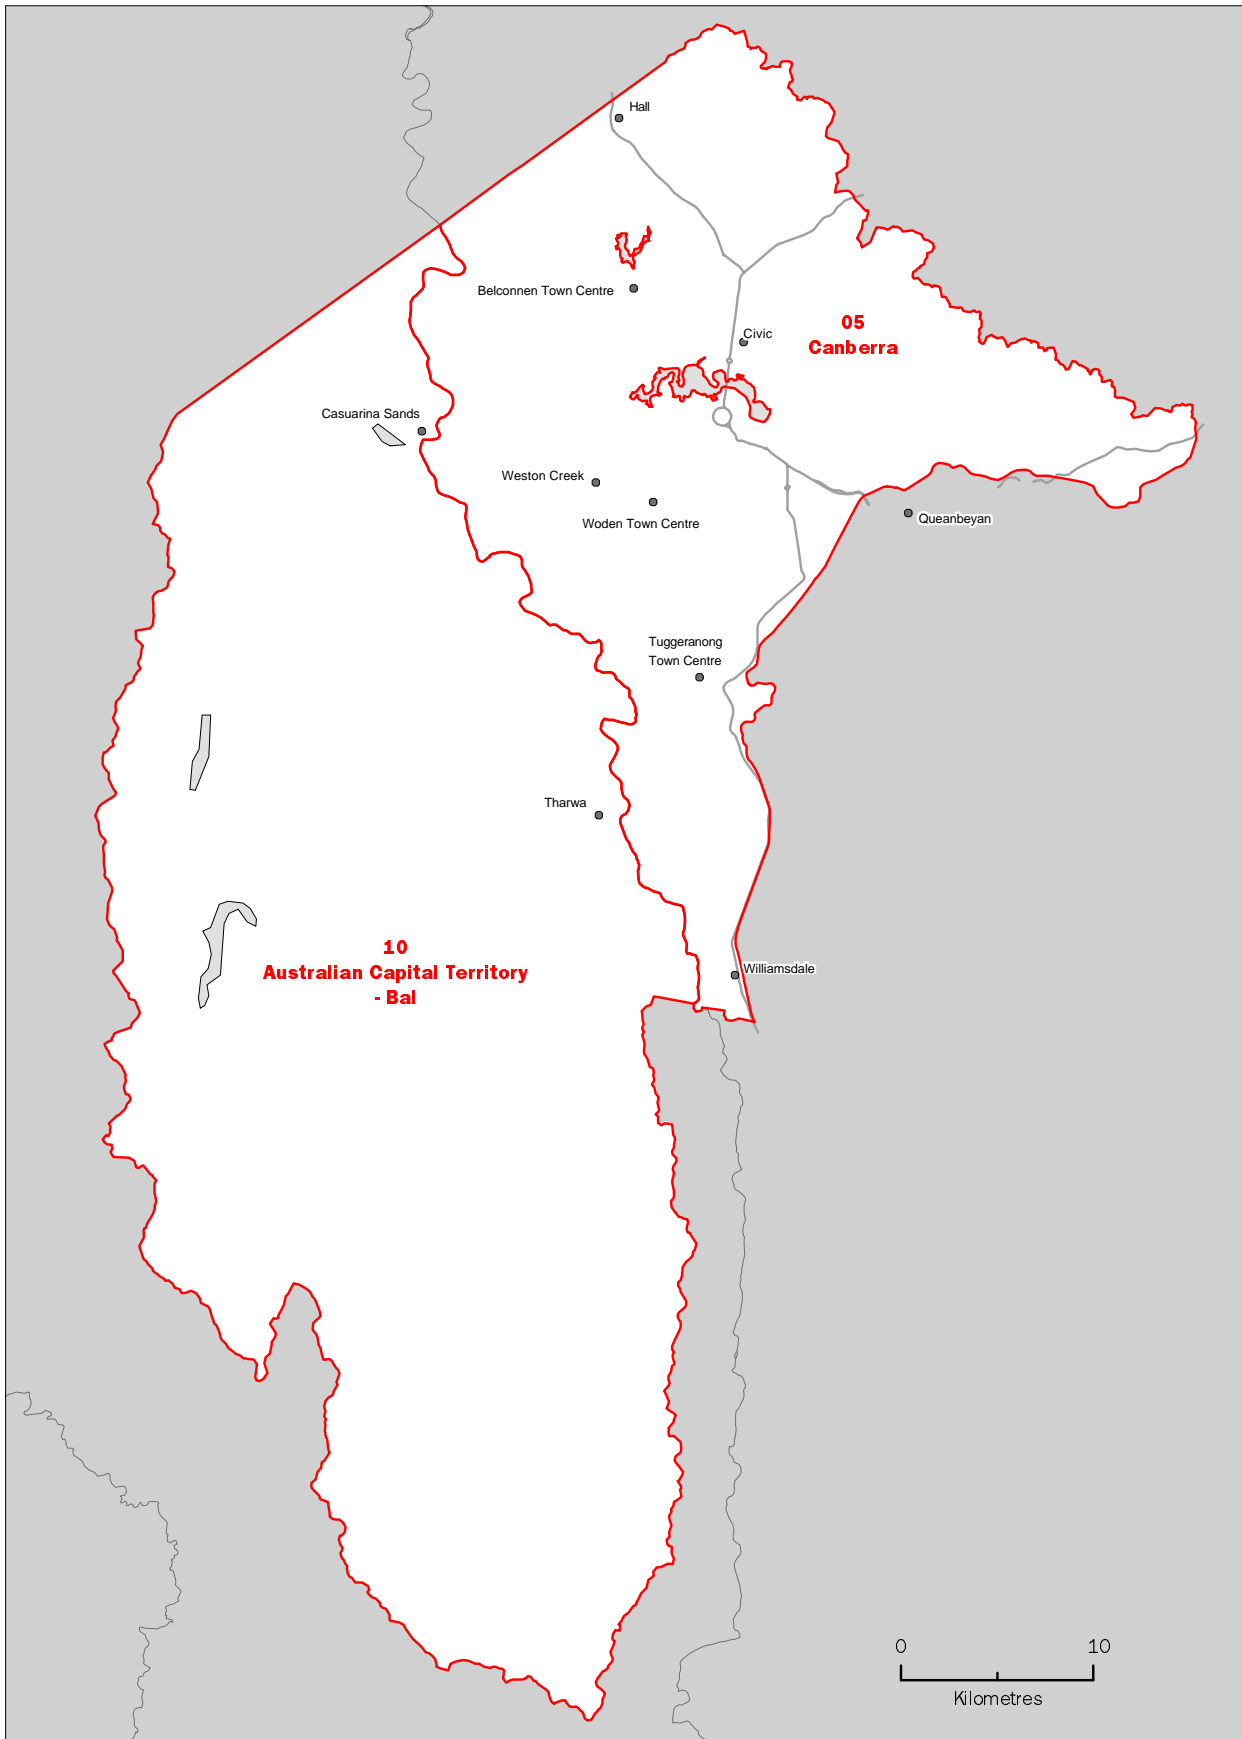 Hall
Belconnen Town Centre
05
Canberra
Civic
Casuarina Sands
Weston Creek
Woden Town Centre
Queanbeyan
Tuggeranong
Town Centre
Tharwa
10
Australian Capital Territory
- Bal
Williamsdale
0 10
Kilometres